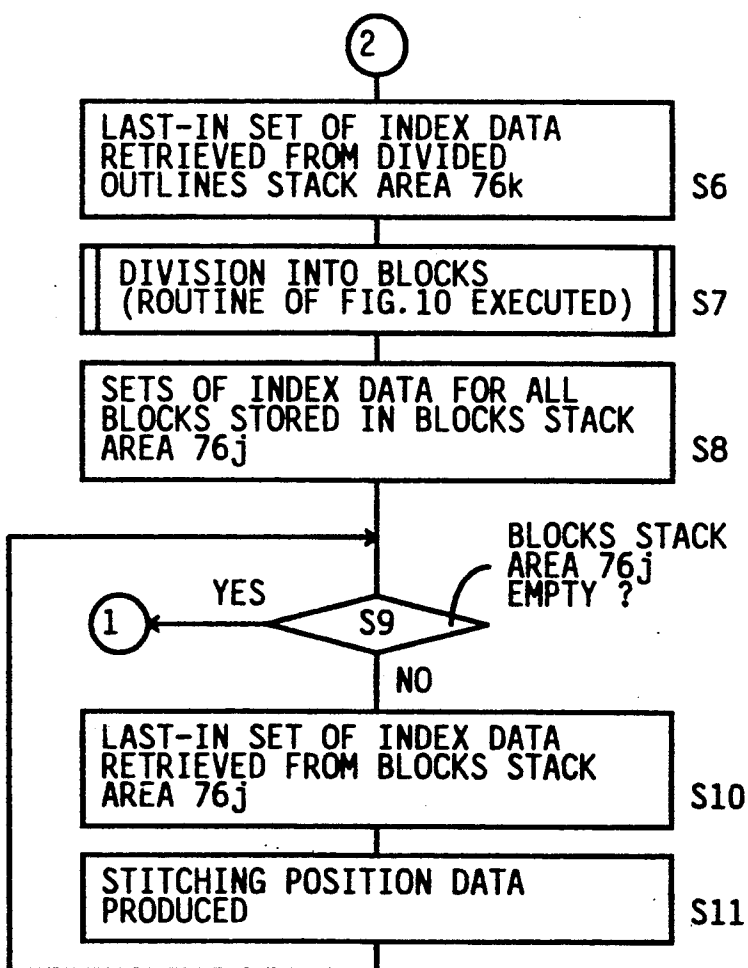 2
LAST-IN SET OF INDEX DATA
RETRIEVED FROM DIVIDED
OUTLINES STACK AREA 76k
S6
DIVISION INTO BLOCKS
(ROUTINE OF FIG.10 EXECUTED)
S7
SETS OF INDEX DATA FOR ALL
BLOCKS STORED IN BLOCKS STACK
AREA 76j
S8
BLOCKS STACK
AREA 76j
EMPTY ?
YES
1
S9
NO
LAST-IN SET OF INDEX DATA
RETRIEVED FROM BLOCKS STACK
AREA 76j
S10
STITCHING POSITION DATA
PRODUCED
S11